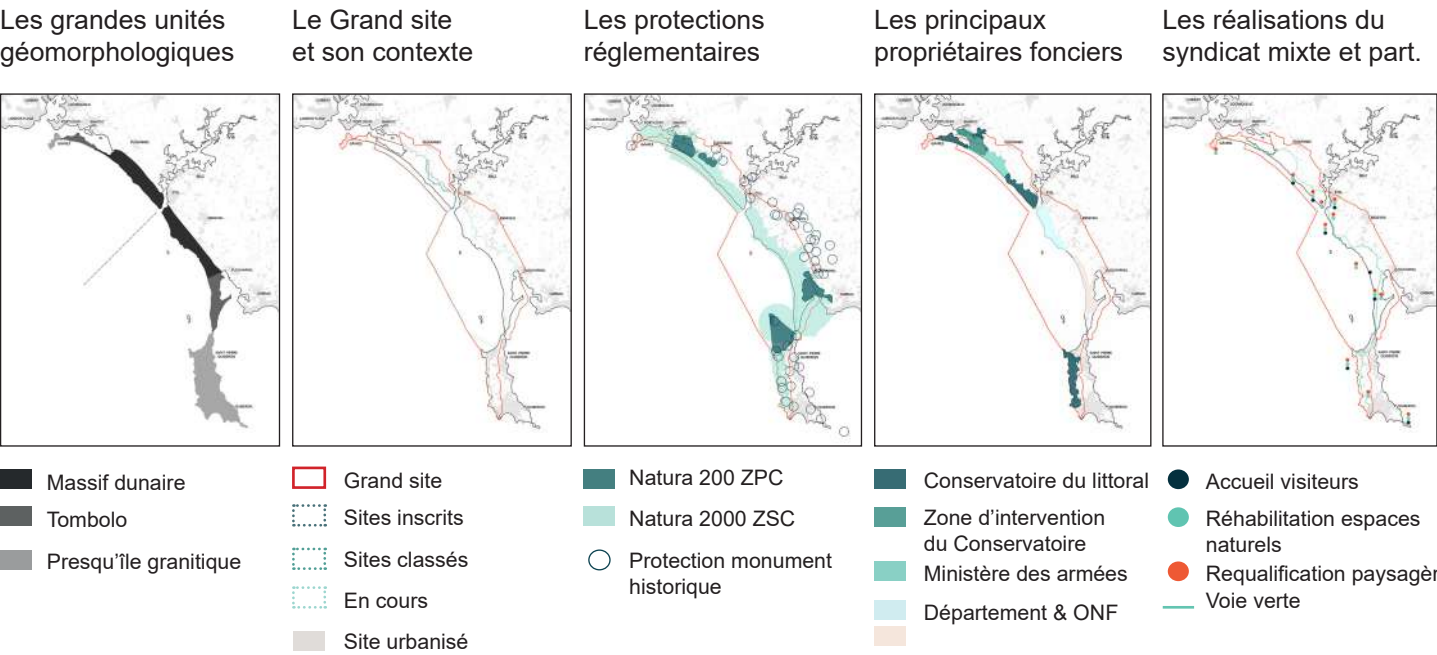 Les grandes unités
géomorphologiques
Le Grand site
et son contexte
Les protections
réglementaires
Les principaux
propriétaires fonciers
Les réalisations du
syndicat mixte et part.
Massif dunaire
Tombolo
Presqu'île granitique
Grand site
Sites inscrits
Sites classés
En cours
Site urbanisé
Natura 200 ZPC
Natura 2000 ZSC
Protection monument
historique
Conservatoire du littoral
Zone d'intervention
du Conservatoire
Ministère des armées
Département & ONF
Accueil visiteurs
Réhabilitation espaces
naturels
Requalification paysagèr
Voie verte